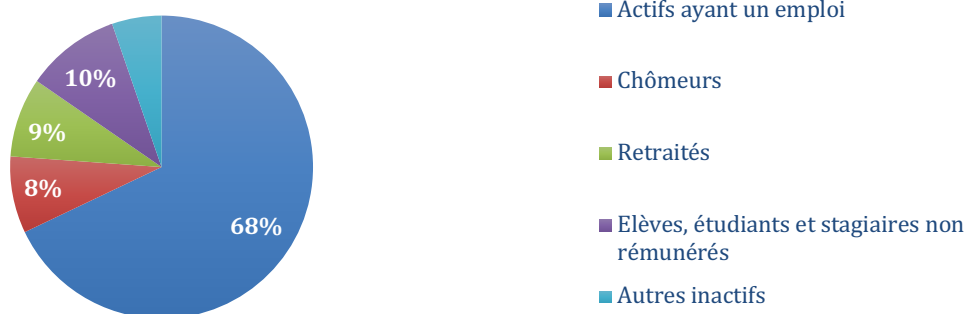 Actifs ayant un emploi
10%
Chômeurs
9%
Retraités
8%
68%
Elèves, étudiants et stagiaires non
rémunérés
Autres inactifs